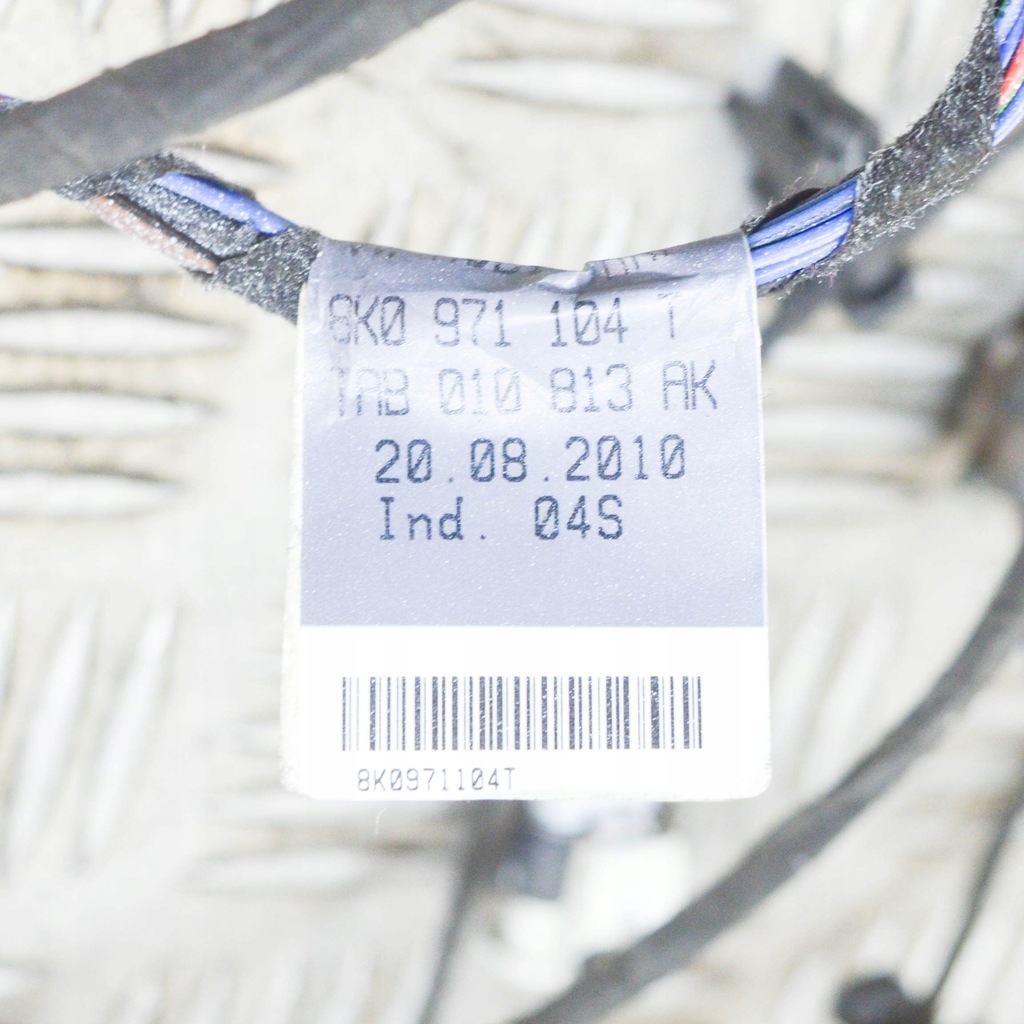 8K0 971 104 T
TAB 010 813 AK
20.08.2010
Ind. 04S
8K0971104T